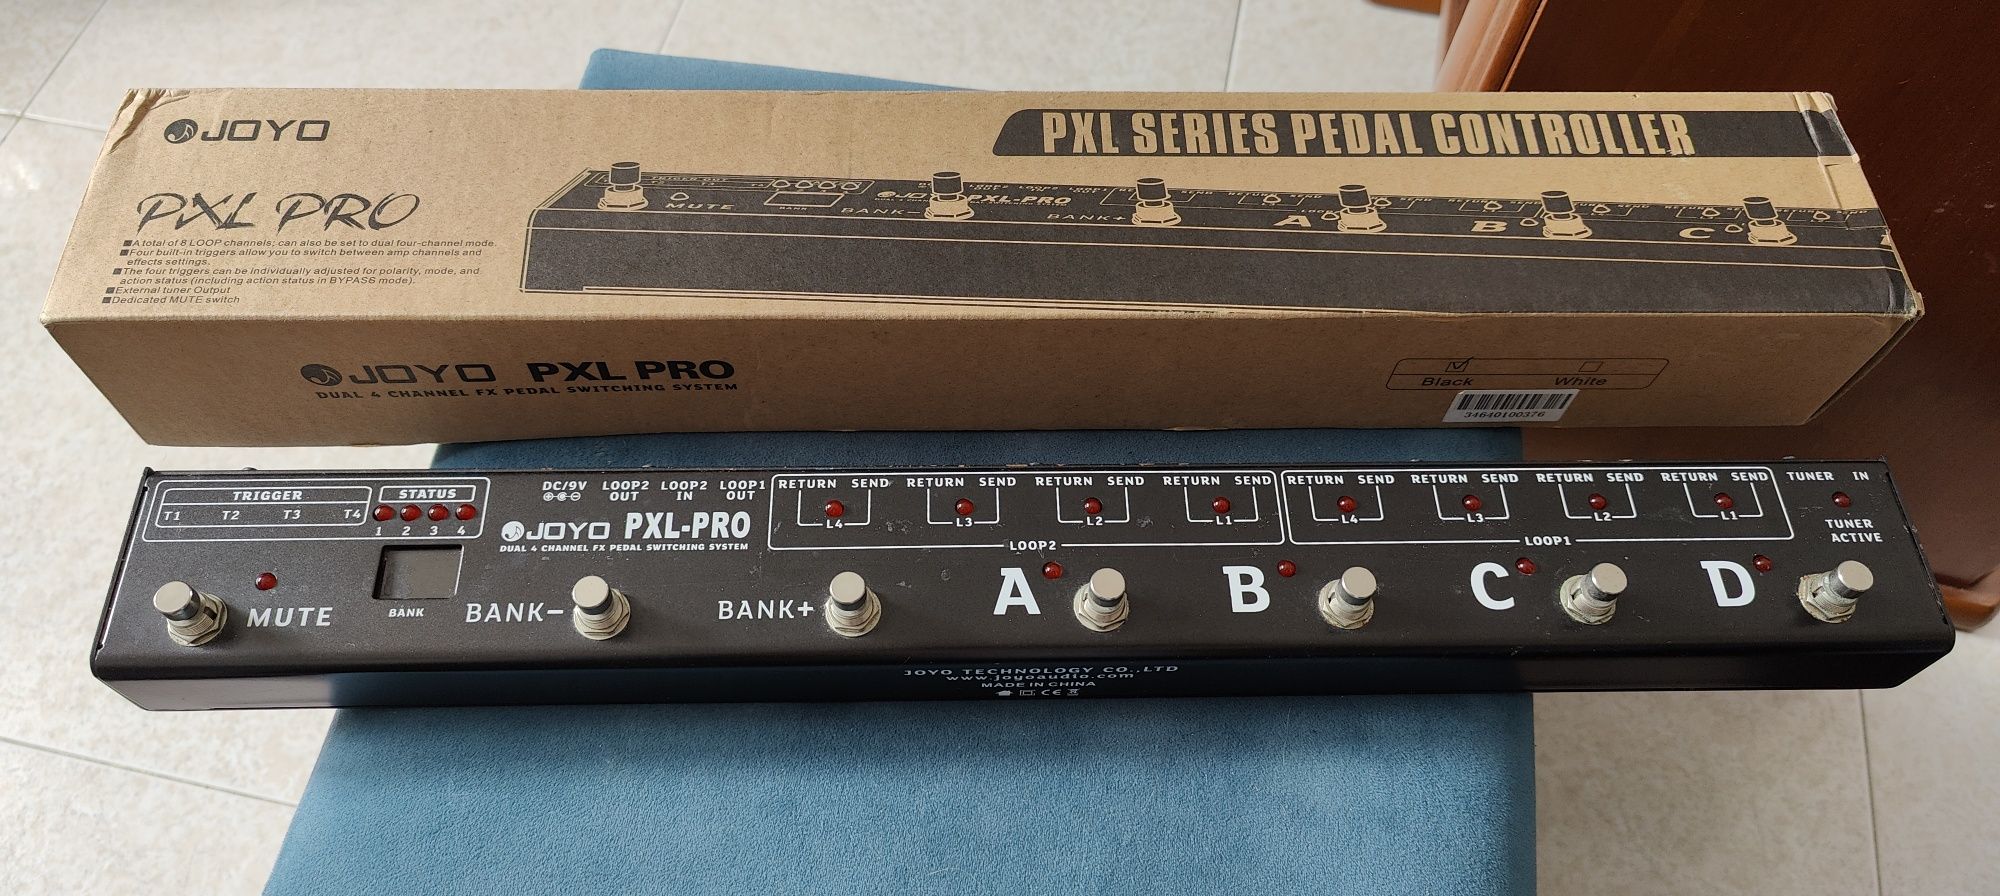 JOYO
PXL SERIES PEDAL CONTROLLER
PXL PRO
■A total of 8 LOOP channels; can also be set to dual four-channel mode.
■Four built-in triggers allow you to switch between amp channels and
effects settings.
■The four triggers can be individually adjusted for polarity, mode, and
action status (including action status in BYPASS mode).
■External tuner Output
■Dedicated MUTE switch
MUTE
BANK
BANK-
PXL-PRO
BANK+
A
B
C
RETURN SEND
JOYO PXL PRO
DUAL 4 CHANNEL FX PEDAL SWITCHING SYSTEM
Black White
34640100376
TRIGGER
T1 T2 T3 T4
STATUS
1 2 3 4
DC/9V
LOOP2 OUT
LOOP2 IN
LOOP1 OUT
JOYO PXL-PRO
DUAL 4 CHANNEL FX PEDAL SWITCHING SYSTEM
RETURN SEND RETURN SEND RETURN SEND RETURN SEND
L4 L3 L2 L1
LOOP2
RETURN SEND RETURN SEND RETURN SEND RETURN SEND
L4 L3 L2 L1
LOOP1
TUNER IN
TUNER
ACTIVE
MUTE
BANK
BANK-
BANK+
A
B
C
D
JOYO TECHNOLOGY CO.,LTD
www.joyoaudio.com
MADE IN CHINA
CE